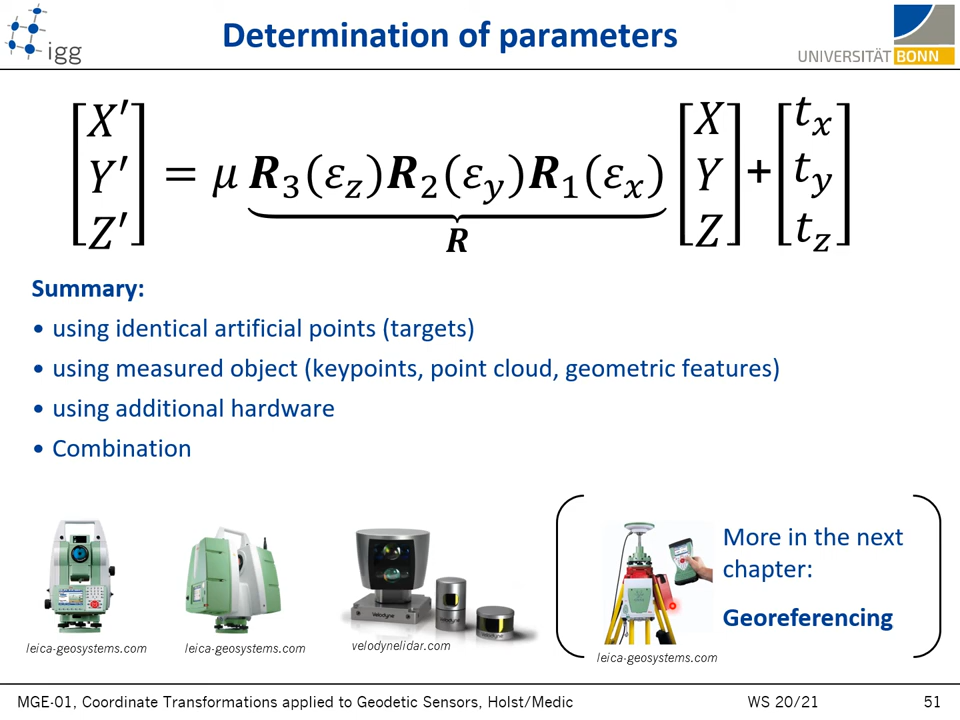 igg
Determination of parameters
UNIVERSITÄT BONN
[X′ Y′ Z′] = μ R₃(εz)R₂(εy)R₁(εx) [X Y Z] + [tx ty tz]
R
Summary:
• using identical artificial points (targets)
• using measured object (keypoints, point cloud, geometric features)
• using additional hardware
• Combination
More in the next
chapter:
Georeferencing
Velodyne
leica-geosystems.com
leica-geosystems.com
velodynelidar.com
leica-geosystems.com
MGE-01, Coordinate Transformations applied to Geodetic Sensors, Holst/Medic
WS 20/21
51